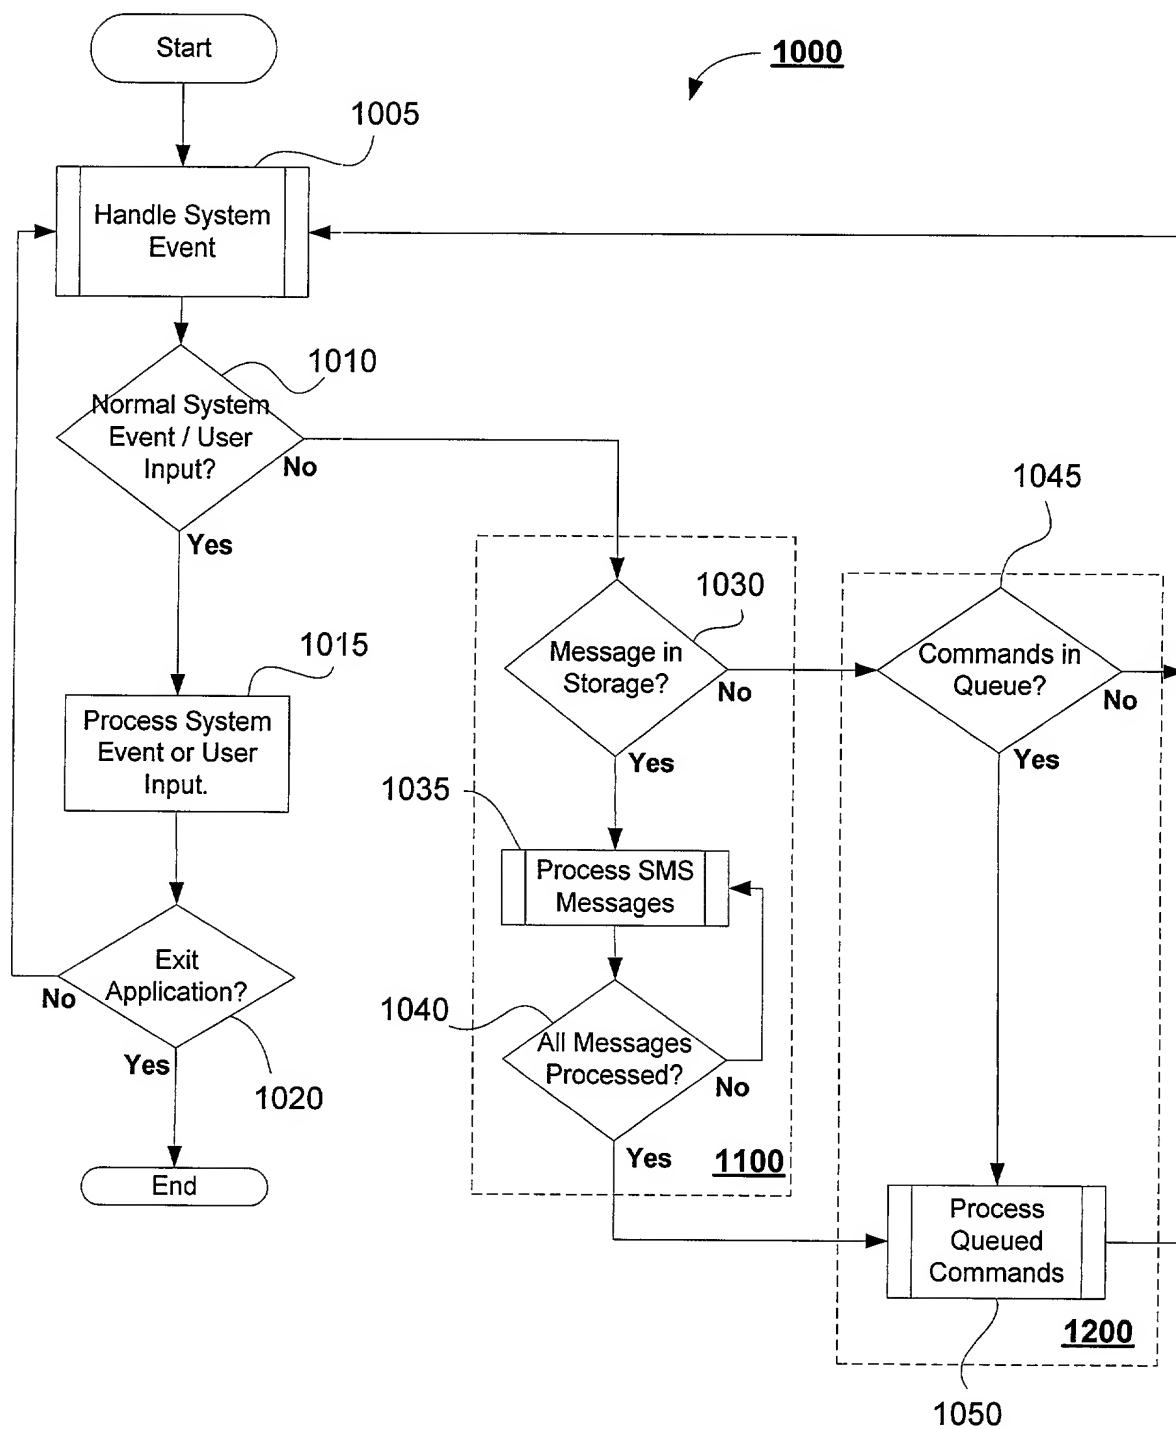 Start
1000
1005
Handle System
Event
1010
Normal System
Event / User
Input?
No
Yes
1015
Process System
Event or User
Input.
Exit
Application?
No
Yes
1020
End
1030
Message in
Storage?
No
Yes
1035
Process SMS
Messages
1040
All Messages
Processed?
No
Yes
1100
1045
Commands in
Queue?
No
Yes
Process
Queued
Commands
1200
1050